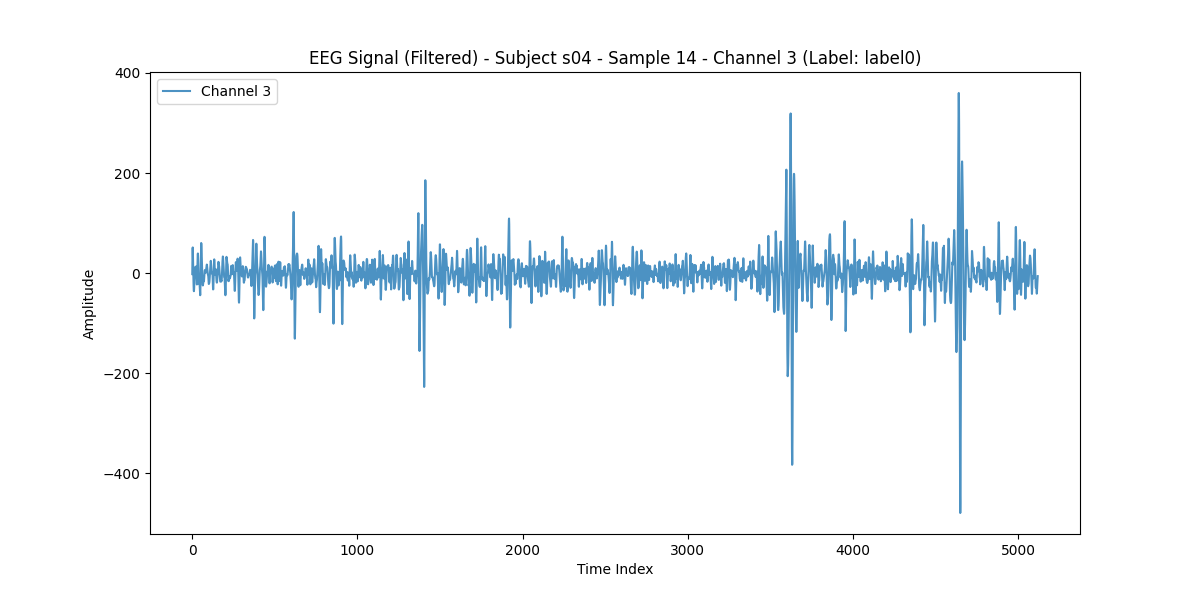 EEG Signal (Filtered) - Subject s04 - Sample 14 - Channel 3 (Label: label0)
Channel 3
400
200
0
−200
−400
Amplitude
0 1000 2000 3000 4000 5000
Time Index